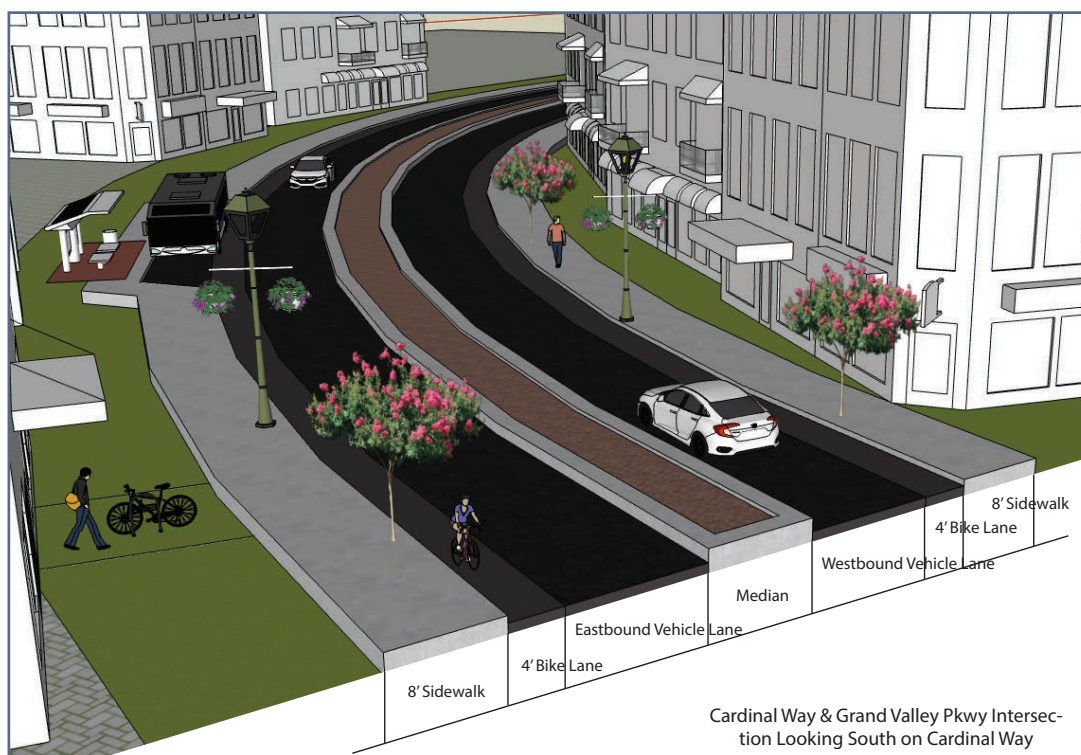 8’ Sidewalk
4’ Bike Lane
Eastbound Vehicle Lane
Median
Westbound Vehicle Lane
4’ Bike Lane
8’ Sidewalk
Cardinal Way & Grand Valley Pkwy Intersec-
tion Looking South on Cardinal Way